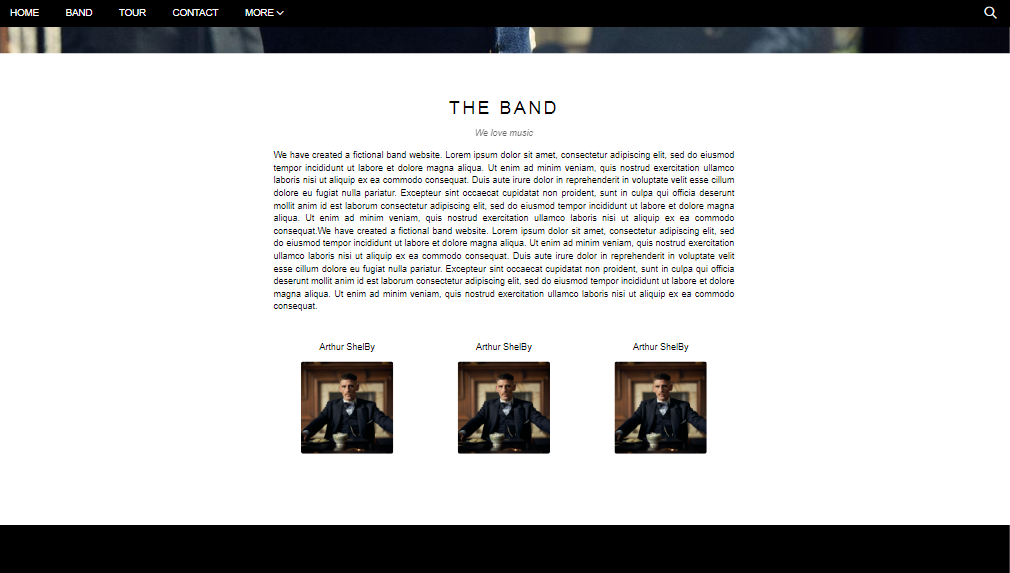 HOME BAND TOUR CONTACT MORE
THE BAND
We love music
We have created a fictional band website. Lorem ipsum dolor sit amet, consectetur adipiscing elit, sed do eiusmod
tempor incididunt ut labore et dolore magna aliqua. Ut enim ad minim veniam, quis nostrud exercitation ullamco
laboris nisi ut aliquip ex ea commodo consequat. Duis aute irure dolor in reprehenderit in voluptate velit esse cillum
dolore eu fugiat nulla pariatur. Excepteur sint occaecat cupidatat non proident, sunt in culpa qui officia deserunt
mollit anim id est laborum consectetur adipiscing elit, sed do eiusmod tempor incididunt ut labore et dolore magna
aliqua. Ut enim ad minim veniam, quis nostrud exercitation ullamco laboris nisi ut aliquip ex ea commodo
consequat.We have created a fictional band website. Lorem ipsum dolor sit amet, consectetur adipiscing elit, sed
do eiusmod tempor incididunt ut labore et dolore magna aliqua. Ut enim ad minim veniam, quis nostrud exercitation
ullamco laboris nisi ut aliquip ex ea commodo consequat. Duis aute irure dolor in reprehenderit in voluptate velit
esse cillum dolore eu fugiat nulla pariatur. Excepteur sint occaecat cupidatat non proident, sunt in culpa qui officia
deserunt mollit anim id est laborum consectetur adipiscing elit, sed do eiusmod tempor incididunt ut labore et dolore
magna aliqua. Ut enim ad minim veniam, quis nostrud exercitation ullamco laboris nisi ut aliquip ex ea commodo
consequat.
Arthur ShelBy Arthur ShelBy Arthur ShelBy